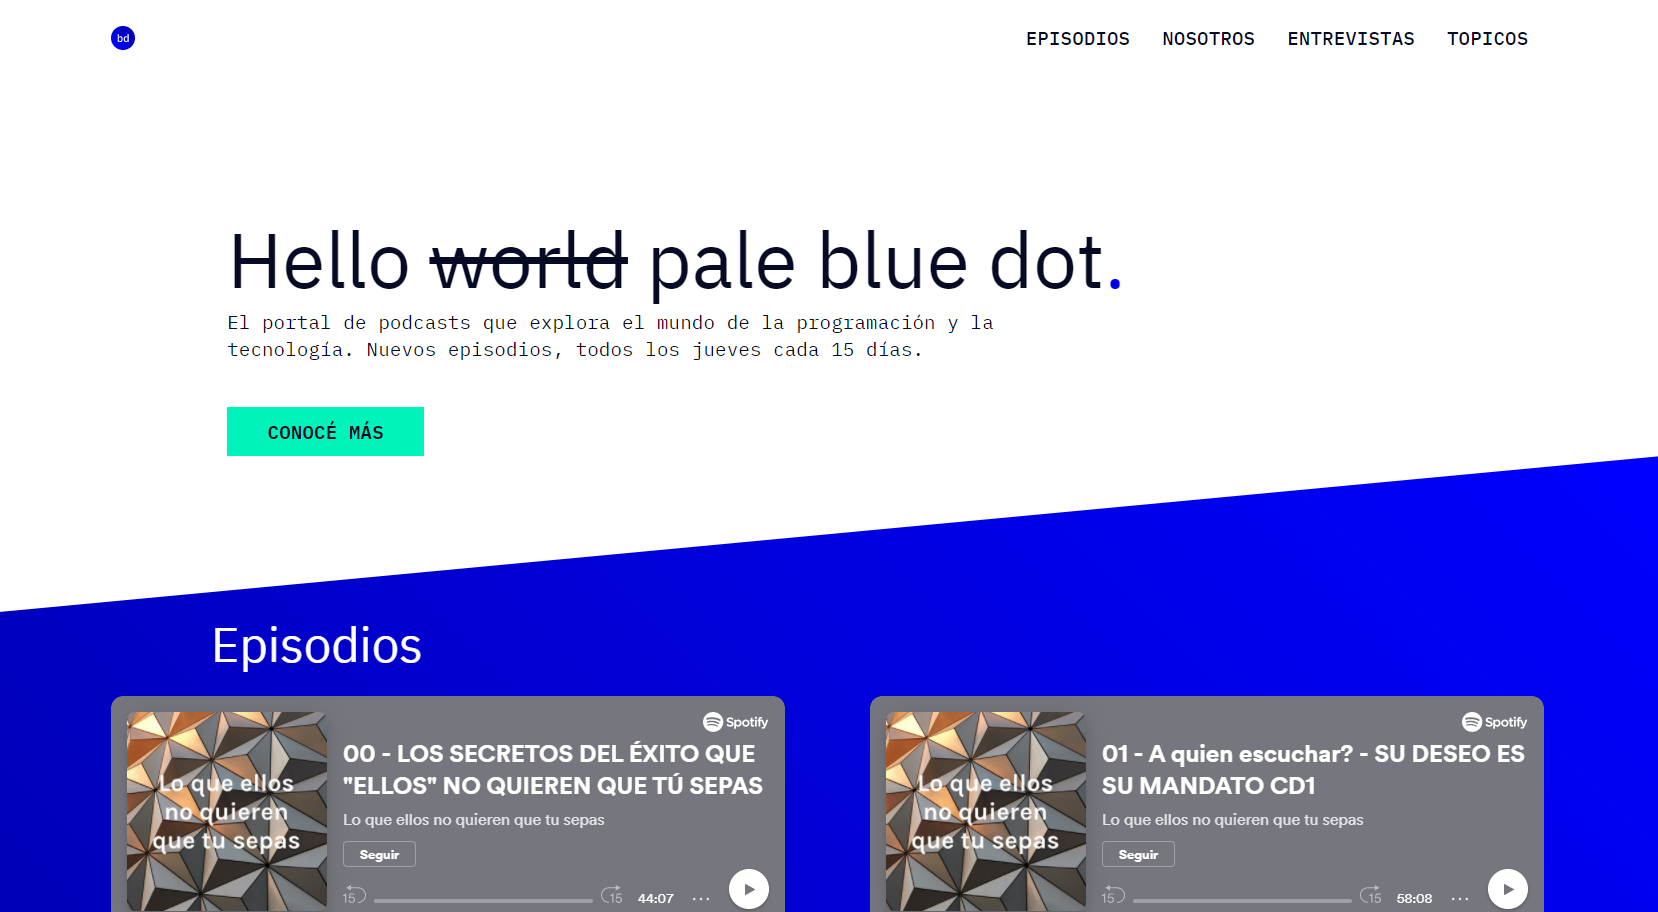 bd
EPISODIOS NOSOTROS ENTREVISTAS TOPICOS
Hello world pale blue dot.
El portal de podcasts que explora el mundo de la programación y la
tecnología. Nuevos episodios, todos los jueves cada 15 días.
CONOCÉ MÁS
Episodios
Lo que ellos
no quieren
que tu sepas
Spotify
00 - LOS SECRETOS DEL ÉXITO QUE
"ELLOS" NO QUIEREN QUE TÚ SEPAS
Lo que ellos no quieren que tu sepas
Seguir
15 15 44:07
Lo que ellos
no quieren
que tu sepas
Spotify
01 - A quien escuchar? - SU DESEO ES
SU MANDATO CD1
Lo que ellos no quieren que tu sepas
Seguir
15 15 58:08